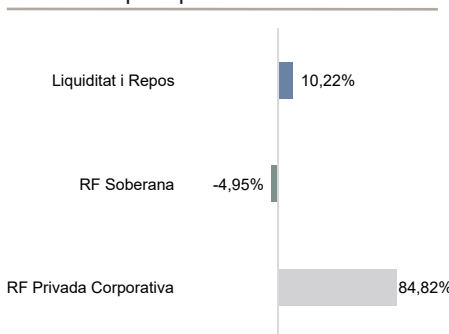 Liquiditat i Repos 10,22%
RF Soberana -4,95%
RF Privada Corporativa 84,82%